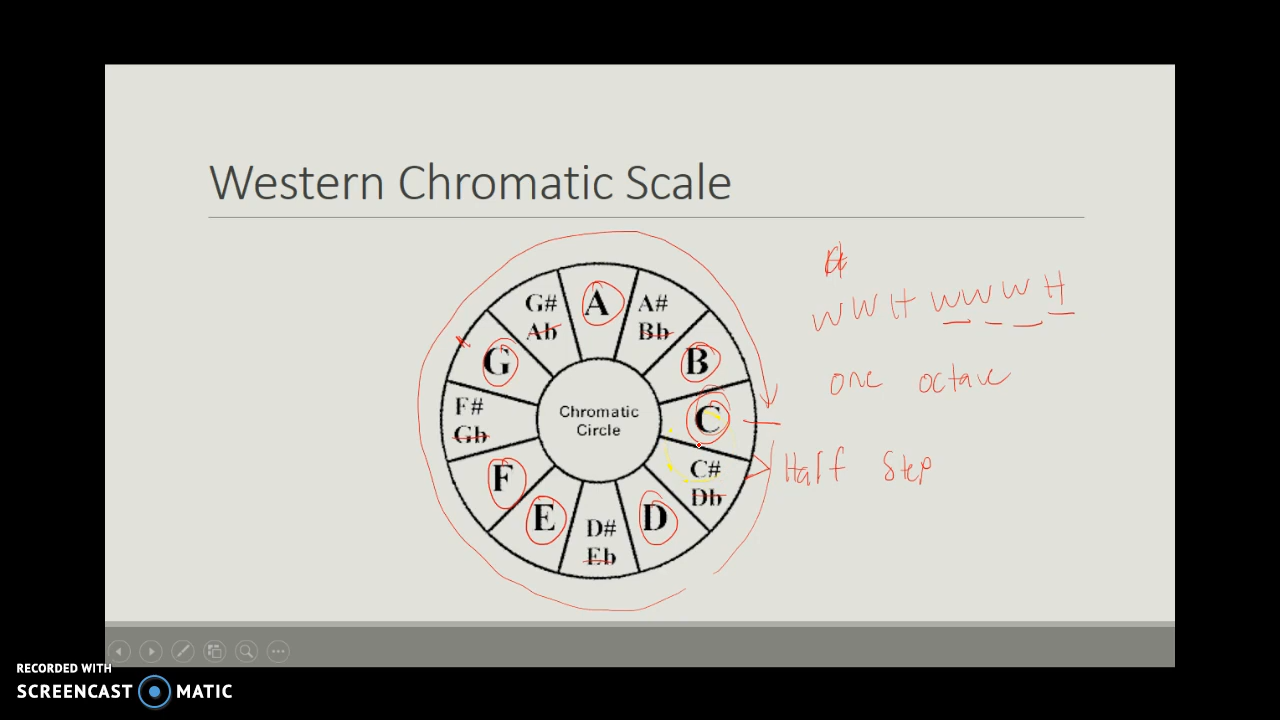 Western Chromatic Scale
A
A#
Bb
B
C
C#
Db
D
D#
Eb
E
F
F#
Gb
G
G#
Ab
Chromatic
Circle
W W H W W W H
one octave
Half Step
RECORDED WITH
SCREENCAST MATIC